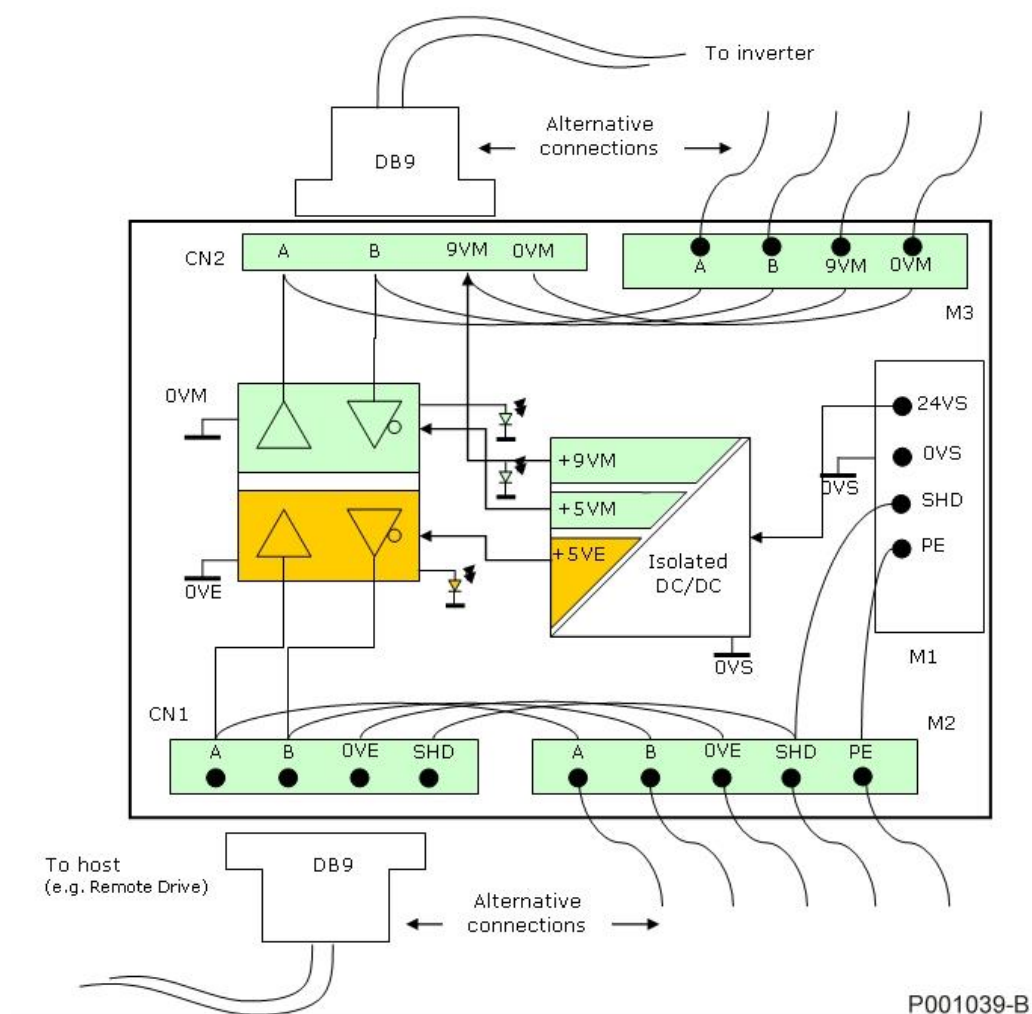 To inverter
Alternative
connections
DB9
CN2
A
B
9VM
0VM
A
B
9VM
0VM
M3
0VM
24VS
0VS
0VS
SHD
PE
+9VM
+5VM
+5VE
Isolated
DC/DC
0VE
0VS
M1
CN1
M2
A
B
0VE
SHD
A
B
0VE
SHD
PE
To host
(e.g. Remote Drive)
DB9
Alternative
connections
P001039-B